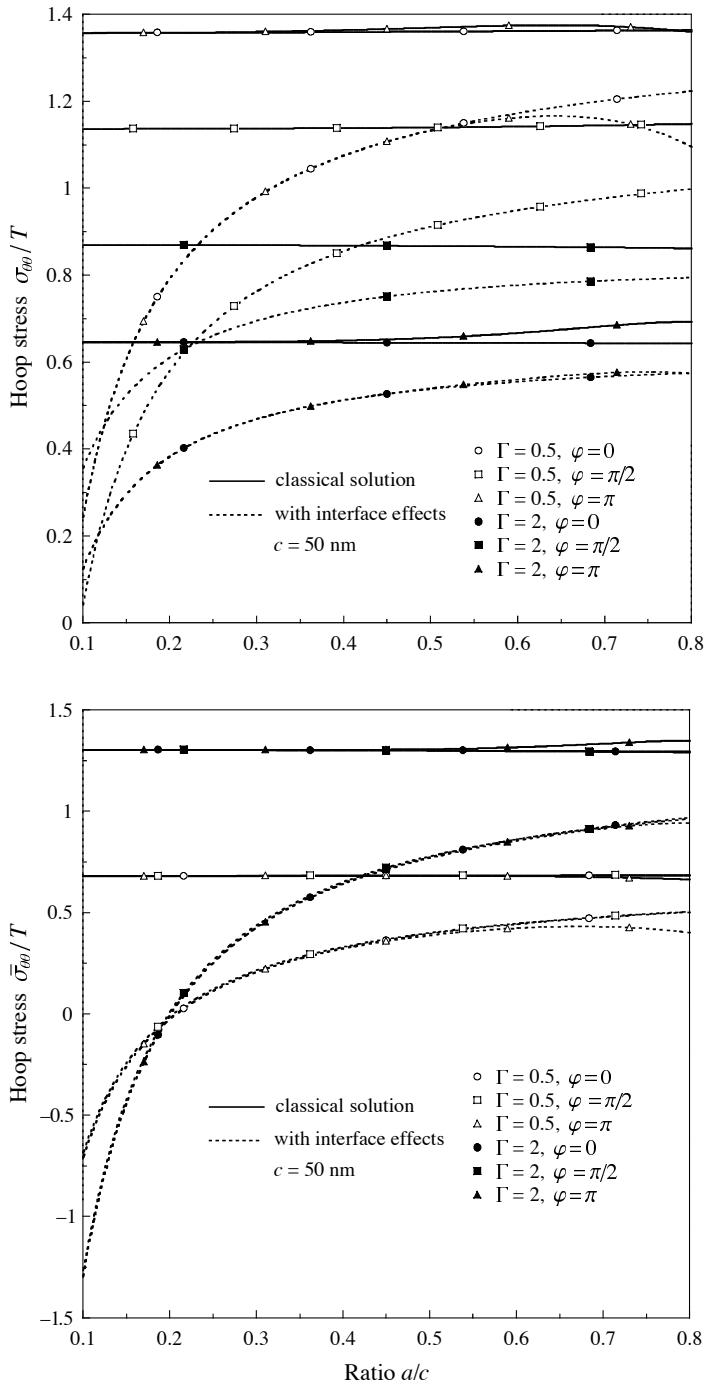 1.4
1.2
1
0.8
0.6
0.4
0.2
0
Hoop stress σθθ/T
classical solution
with interface effects
c = 50 nm
Γ = 0.5, φ=0
Γ = 0.5, φ=π/2
Γ = 0.5, φ=π
Γ = 2, φ=0
Γ = 2, φ=π/2
Γ = 2, φ=π
0.1 0.2 0.3 0.4 0.5 0.6 0.7 0.8
1.5
1
0.5
0
−0.5
−1
−1.5
Hoop stress σ̿θθ/T
classical solution
with interface effects
c = 50 nm
Γ = 0.5, φ=0
Γ = 0.5, φ=π/2
Γ = 0.5, φ=π
Γ = 2, φ=0
Γ = 2, φ=π/2
Γ = 2, φ=π
0.1 0.2 0.3 0.4 0.5 0.6 0.7 0.8
Ratio a/c